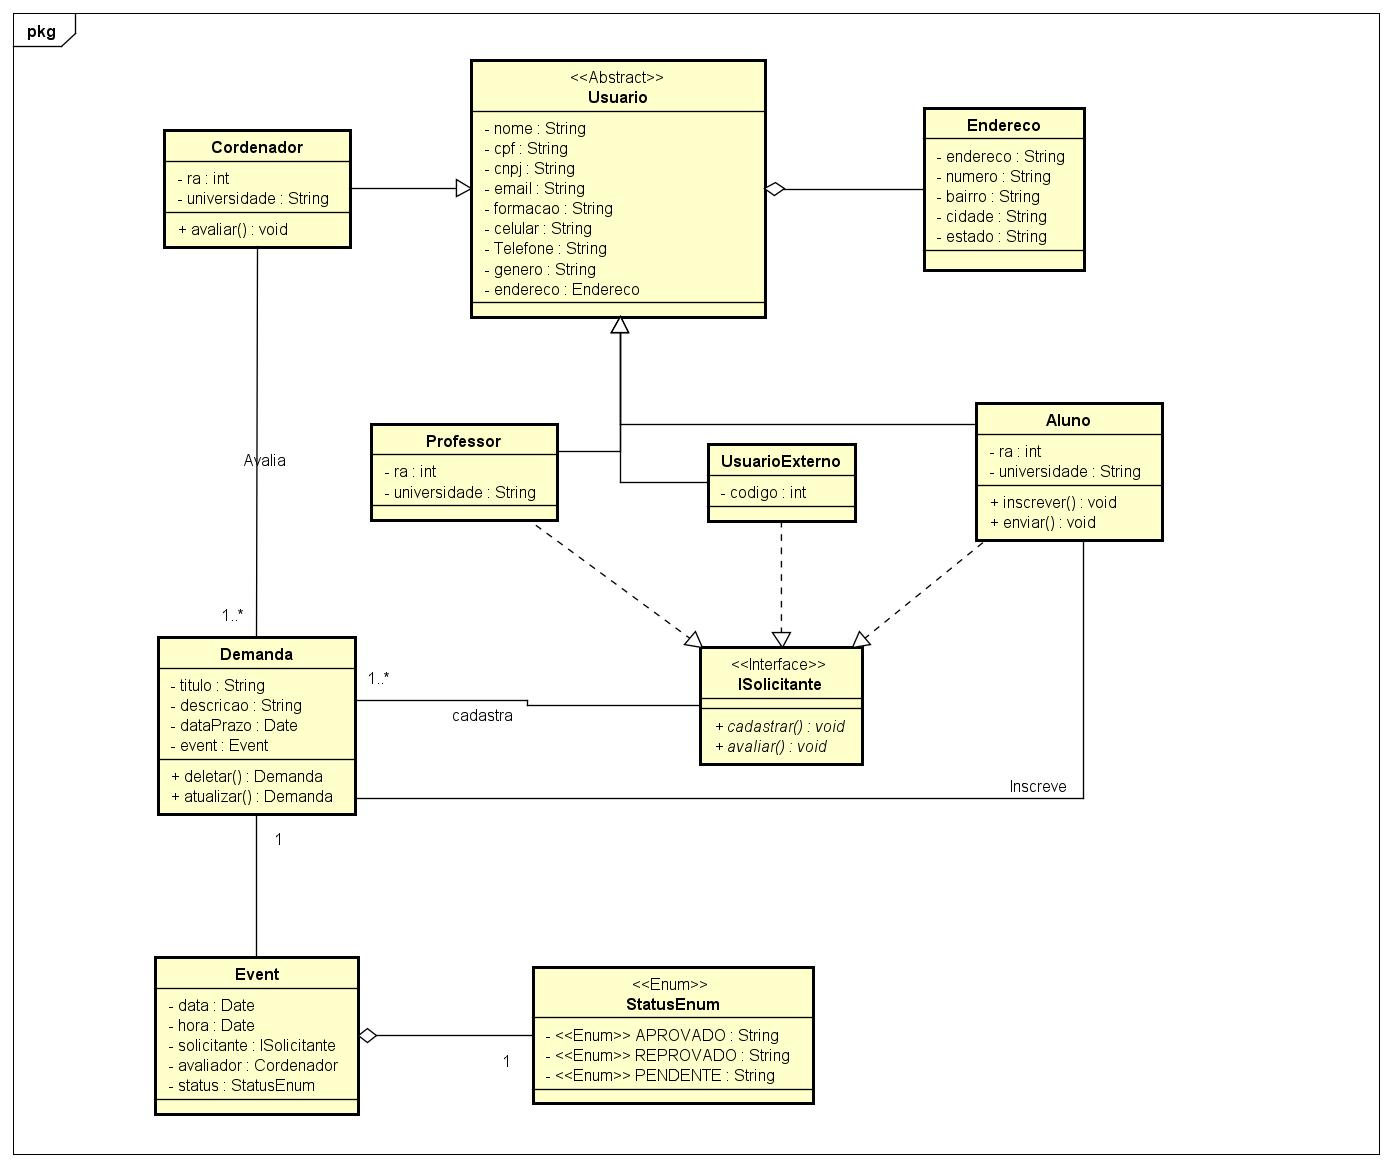 pkg
<<Abstract>>
Usuario
- nome : String
- cpf : String
- cnpj : String
- email : String
- formacao : String
- celular : String
- Telefone : String
- genero : String
- endereco : Endereco
Cordenador
- ra : int
- universidade : String
+ avaliar() : void
Endereco
- endereco : String
- numero : String
- bairro : String
- cidade : String
- estado : String
Professor
- ra : int
- universidade : String
UsuarioExterno
- codigo : int
Aluno
- ra : int
- universidade : String
+ inscrever() : void
+ enviar() : void
Avalia
1..*
Demanda
- titulo : String
- descricao : String
- dataPrazo : Date
- event : Event
+ deletar() : Demanda
+ atualizar() : Demanda
1..*
cadastra
<<Interface>>
ISolicitante
+ cadastrar() : void
+ avaliar() : void
Inscreve
1
Event
- data : Date
- hora : Date
- solicitante : ISolicitante
- avaliador : Cordenador
- status : StatusEnum
1
<<Enum>>
StatusEnum
- <<Enum>> APROVADO : String
- <<Enum>> REPROVADO : String
- <<Enum>> PENDENTE : String